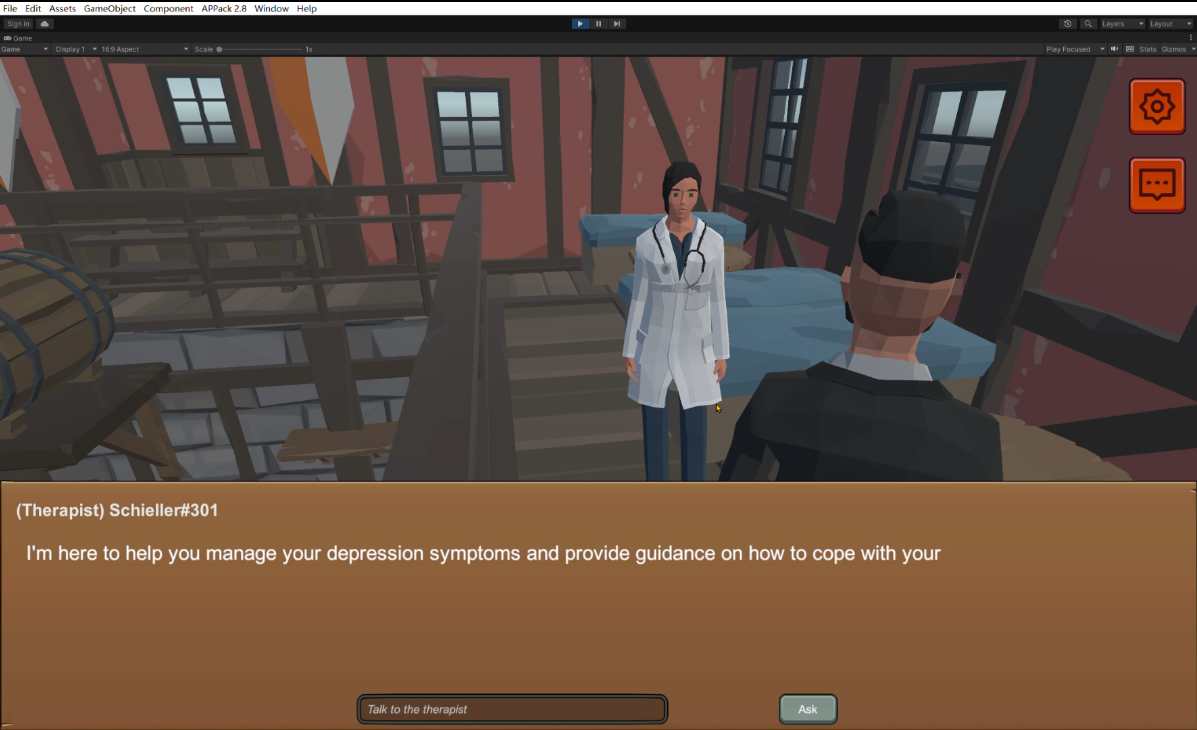 File Edit Assets GameObject Component APPack 2.8 Window Help
Sign in Layers Layout
Game
Game Display 1 16:9 Aspect Scale 1x Play Focused Stats Gizmos
(Therapist) Schieller#301
I'm here to help you manage your depression symptoms and provide guidance on how to cope with your
Talk to the therapist Ask